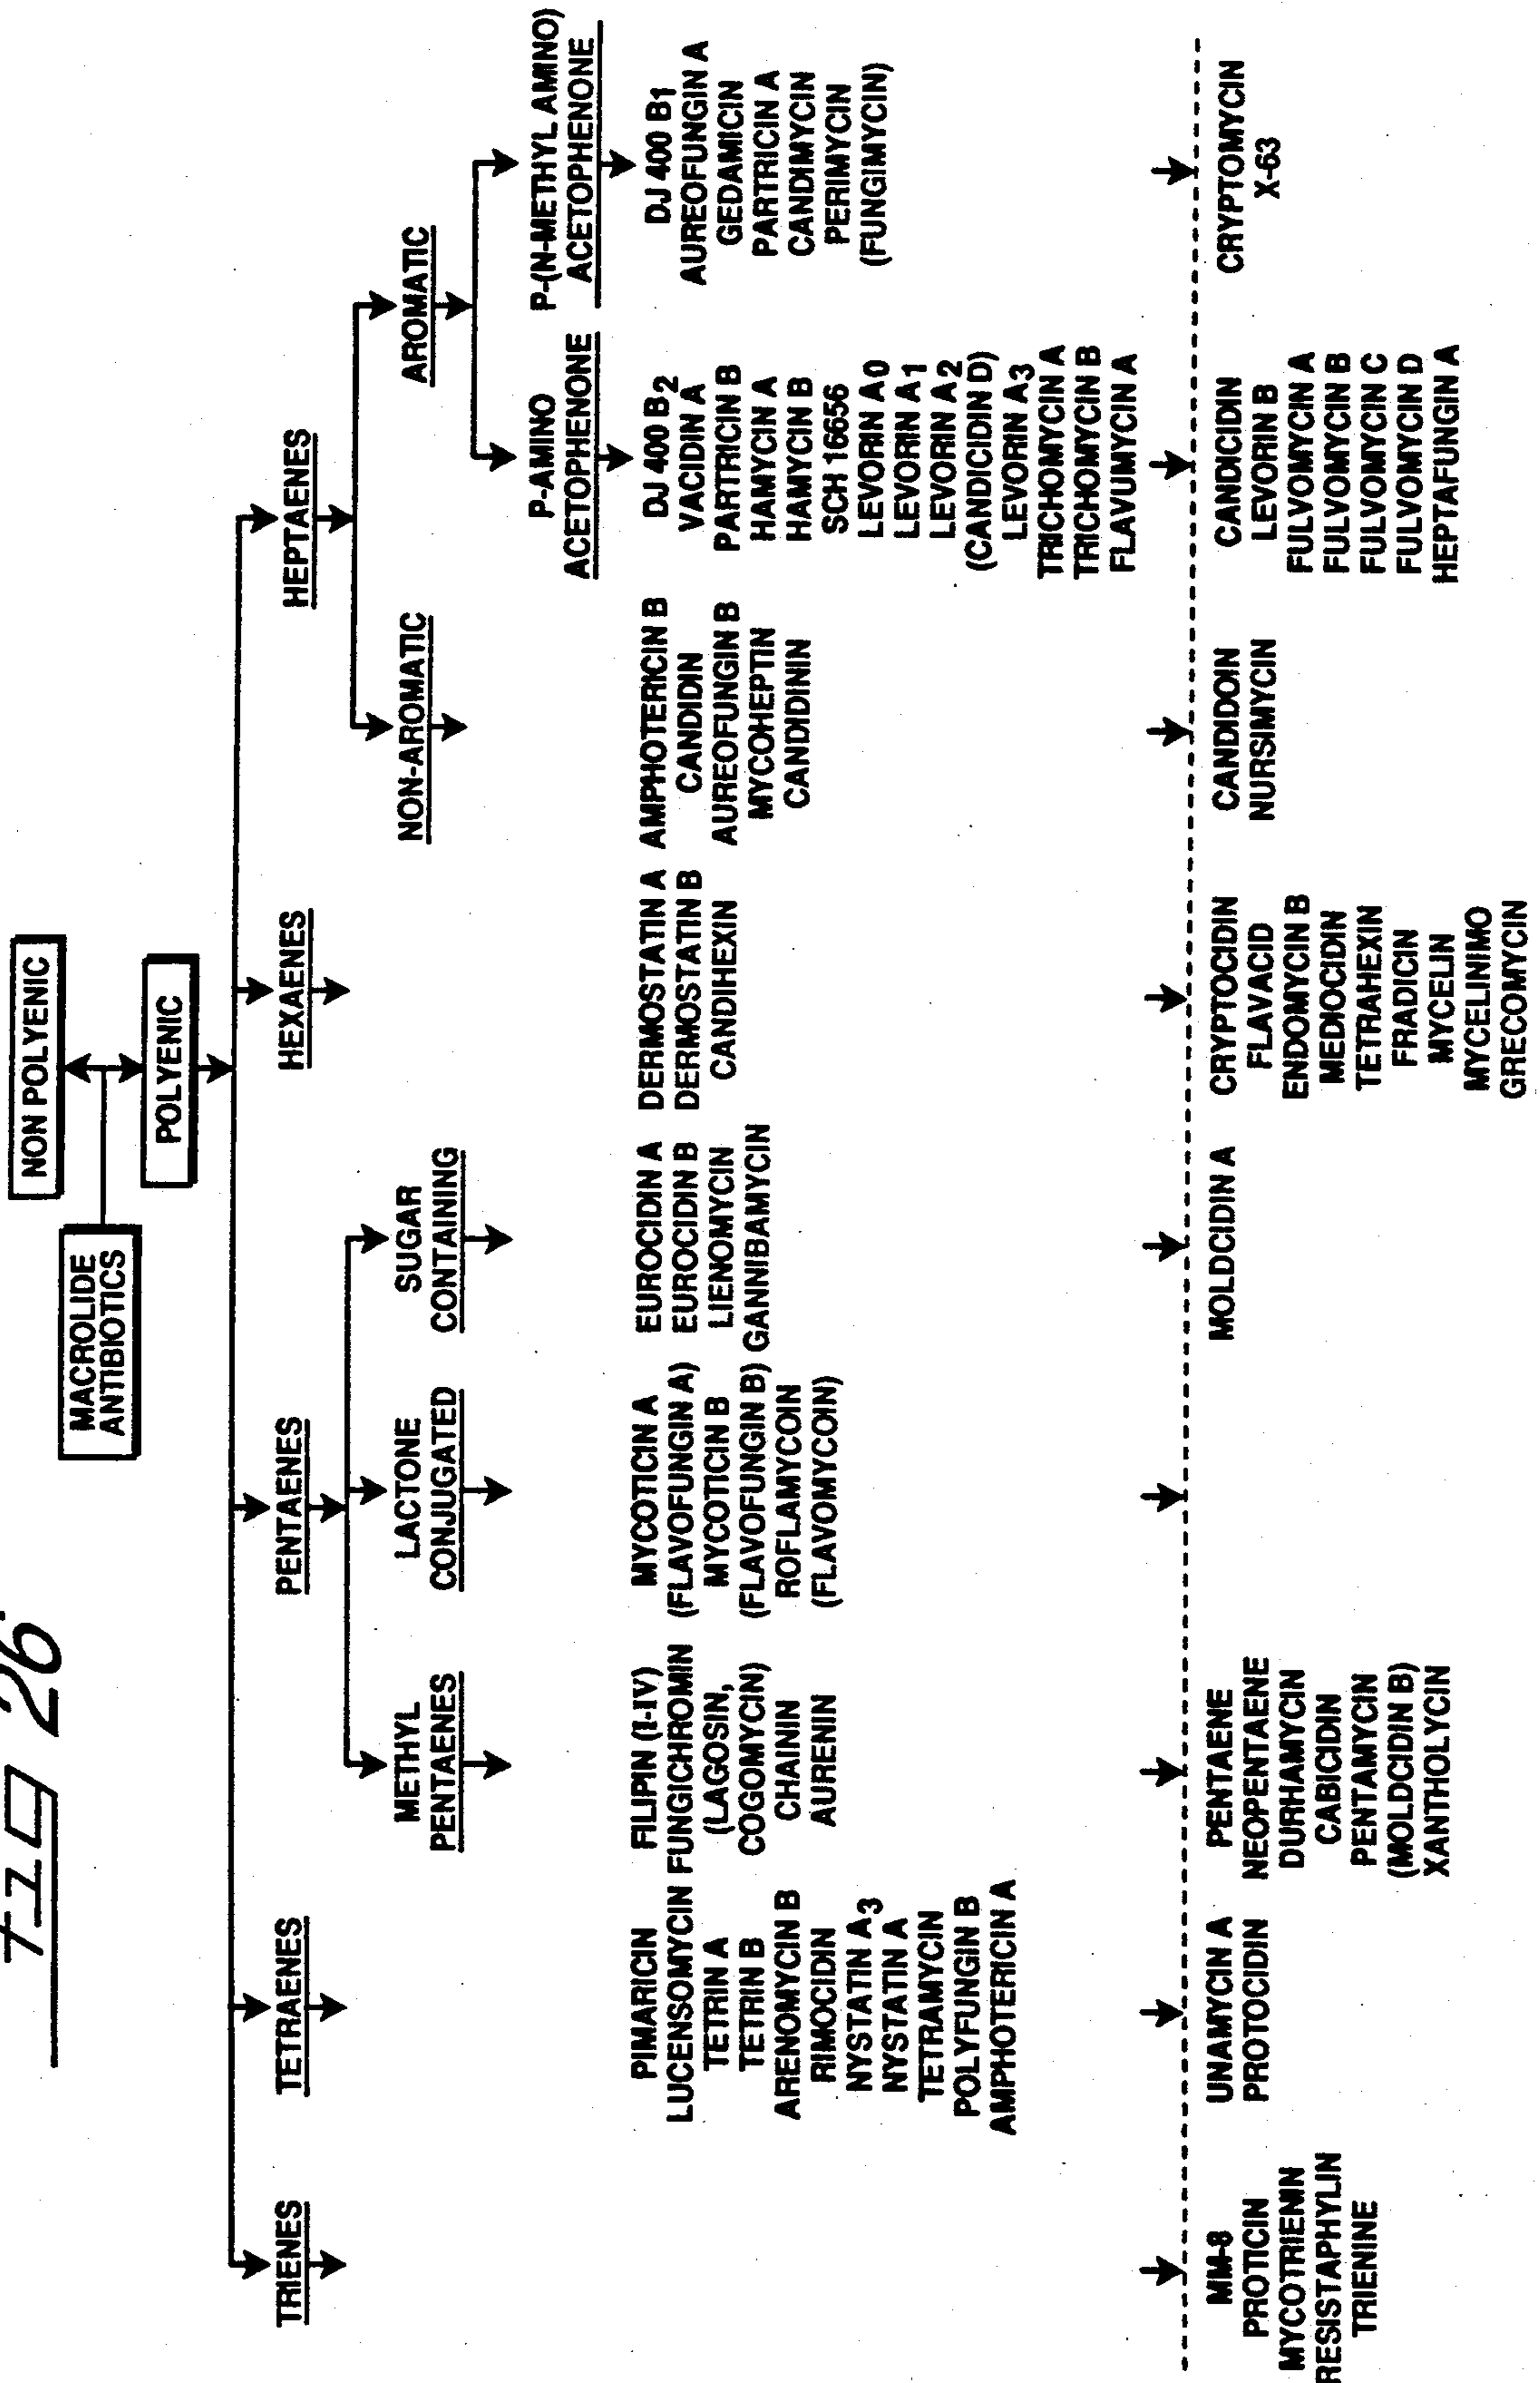 FIG 26
MACROLIDE
ANTIBIOTICS
NON POLYENIC
POLYENIC
TRIENES
TETRAENES
PENTAENES
HEXAENES
HEPTAENES
METHYL
PENTAENES
LACTONE
CONJUGATED
SUGAR
CONTAINING
NON-AROMATIC
AROMATIC
P-AMINO
ACETOPHENONE
P-(N-METHYL AMINO)
ACETOPHENONE
PIMARICIN
LUCENSOMYCIN
TETRIN A
TETRIN B
ARENOMYCIN B
RIMOCIDIN
NYSTATIN A3
NYSTATIN A
TETRAMYCIN
POLYFUNGIN B
AMPHOTERICIN A
FILIPIN (I-IV)
FUNGICHROMIN
(LAGOSIN,
COGOMYCIN)
CHAININ
AURENIN
MYCOTICIN A
(FLAVOFUNGIN A)
MYCOTICIN B
(FLAVOFUNGIN B)
ROFLAMYCOIN
(FLAVOMYCOIN)
EUROCIDIN A
EUROCIDIN B
LIENOMYCIN
GANNIBAMYCIN
DERMOSTATIN A
DERMOSTATIN B
CANDIHEXIN
AMPHOTERICIN B
CANDIDIN
AUREOFUNGIN B
MYCOHEPTIN
CANDIDININ
DJ 400 B2
VACIDIN A
PARTRICIN B
HAMYCIN A
HAMYCIN B
SCH 16656
LEVORIN A0
LEVORIN A1
LEVORIN A2
(CANDICIDIN D)
LEVORIN A3
TRICHOMYCIN A
TRICHOMYCIN B
FLAVUMYCIN A
DJ 400 B1
AUREOFUNGIN A
GEDAMICIN
PARTRICIN A
CANDIMYCIN
PERIMYCIN
(FUNGIMYCIN)
MM-8
PROTICIN
MYCOTRIENIN
RESISTAPHYLIN
TRIENINE
UNAMYCIN A
PROTOCIDIN
PENTAENE
NEOPENTAENE
DURHAMYCIN
CABICIDIN
PENTAMYCIN
(MOLDCIDIN B)
XANTHOLYCIN
MOLDCIDIN A
CRYPTOCIDIN
FLAVACID
ENDOMYCIN B
MEDIOCIDIN
TETRAHEXIN
FRADICIN
MYCELIN
MYCELINIMO
GRECOMYCIN
CANDIDOIN
NURSIMYCIN
CANDICIDIN
LEVORIN B
FULVOMYCIN A
FULVOMYCIN B
FULVOMYCIN C
FULVOMYCIN D
HEPTAFUNGIN A
CRYPTOMYCIN
X-63